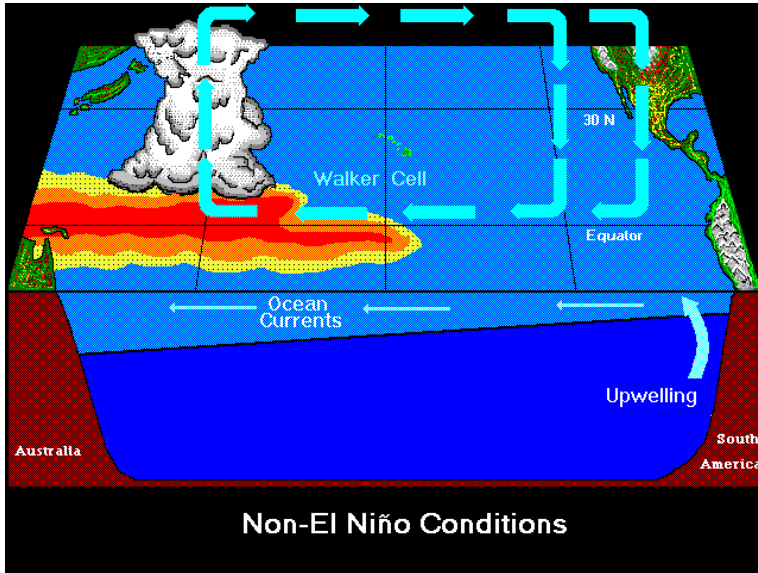 30 N
Walker Cell
Equator
Ocean
Currents
Upwelling
Australia
South
America
Non-El Niño Conditions